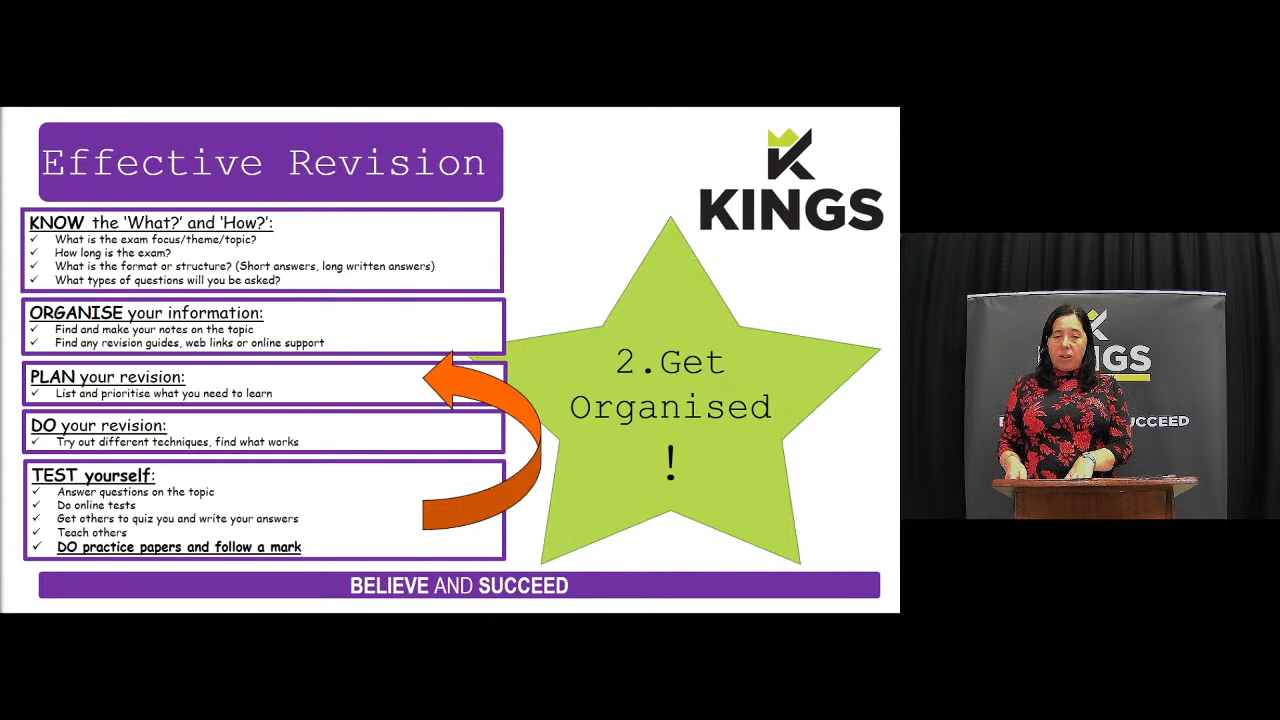 Effective Revision
KINGS
KNOW the ‘What?’ and ‘How?’:
✓ What is the exam focus/theme/topic?
✓ How long is the exam?
✓ What is the format or structure? (Short answers, long written answers)
✓ What types of questions will you be asked?
ORGANISE your information:
✓ Find and make your notes on the topic
✓ Find any revision guides, web links or online support
PLAN your revision:
✓ List and prioritise what you need to learn
DO your revision:
✓ Try out different techniques, find what works
TEST yourself:
✓ Answer questions on the topic
✓ Do online tests
✓ Get others to quiz you and write your answers
✓ Teach others
✓ DO practice papers and follow a mark
2.Get
Organised
!
BELIEVE AND SUCCEED
KINGS